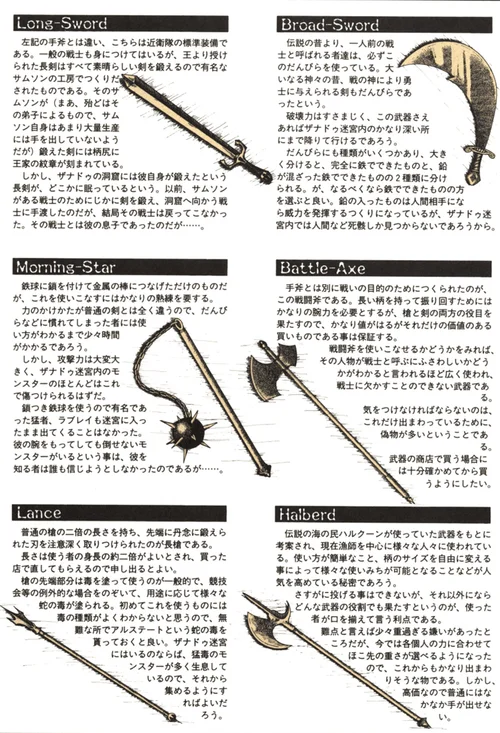 Long-Sword
左記の手斧とは違い、こちらは近衛隊の標準装備で
ある。一般の戦士も身につけてはいるが、王より授け
られた長剣はすべて素晴らしい剣を鍛えるので有名な
サムソンの工房でつくりだ
されたものである。そのサ
ムソンが（まあ、殆どはそ
の弟子によるもので、サム
ソン自身はあまり大量生産
には手を出していないよう
だが）鍛えた剣には柄尻に
王家の紋章が刻まれている。
しかし、ザナドゥの洞窟には彼自身が鍛えたという
長剣が、どこかに眠っているという。以前、サムソン
がある戦士のためにじかに剣を鍛え、洞窟へ向かう戦
士に手渡したのだが、結局その戦士は戻ってこなかっ
た。その戦士とは彼の息子であったのだが……。
Broad-Sword
伝説の昔より、一人前の戦
士と呼ばれる者達は、必ずこ
のだんびらを使っている。大
いなる神々の昔、戦の神により勇
士に与えられる剣もだんびらであ
ったという。
破壊力はすさまじく、この武器さえ
あればザナドゥ迷宮内のかなり深い所
にまで降りて行けるであろう。
だんびらにも種類がいくつかあり、大き
く分けると、完全に鉄でできたものと、鉛
が混ざった鉄でできたものの2種類に分け
られる。が、なるべくなら鉄でできたものの方
を選ぶと良い。鉛の入ったものは人間相手にな
ら威力を発揮するつくりになっているが、ザナドゥ迷
宮内では人間など死骸しか見つからないであろうから。
Morning-Star
鉄球に鎖を付けて金属の棒につなげただけのものだ
が、これを使いこなすにはかなりの熟練を要する。
力のかけかたが普通の剣とは全く違うので、だんび
らなどに慣れてしまった者には使
い方がわかるまで少々時間
がかかるであろう。
しかし、攻撃力は大変大
きく、ザナドゥ迷宮内のモ
ンスターのほとんどはこれ
で傷つけられるはずだ。
鎖つき鉄球を使うので有名であ
った猛者、ラブレイも迷宮に入っ
たまま出てくることはなかった。
彼の腕をもってしても倒せないモ
ンスターがいるという事は、彼を
知る者は誰も信じようとしなかったのであるが……。
Battle-Axe
手斧とは別に戦いの目的のためにつくられたのが、
この戦闘斧である。長い柄を持って振り回すためには
かなりの腕力を必要とするが、槍と剣の両方の役目を
果たすので、かなり値がはるがそれだけの価値のある
買いものである事は保証する。
戦闘斧を使いこなせるかどうかをみれば、
その人物が戦士と呼ぶにふさわしいかどう
かがわかると言われるほど広く使われ、
戦士に欠かすことのできない武器であ
る。
気をつけなければならないのは、
これだけ出まわっているために、
偽物が多いということであ
る。
武器の商店で買う場合に
は十分確かめてから買
うようにしたい。
Lance
普通の槍の二倍の長さを持ち、先端に丹念に鍛えら
れた刃を注意深く取りつけられたのが長槍である。
長さは使う者の身長の約二倍がよいとされ、買った
店で直してもらえるので申し出るとよい。
槍の先端部分は毒を塗って使うのが一般的で、競技
会等の例外的な場合をのぞいて、用途に応じて様々な
蛇の毒が塗られる。初めてこれを使うものには
毒の種類がよくわからないと思うので、無
難な所でアルステートという蛇の毒を
買っておくと良い。ザナドゥ迷宮
にはいるのならば、猛毒のモ
ンスターが多く生息して
いるので、それから
集めるようにす
ればよいだ
ろう。
Halberd
伝説の海の民ハルクーンが使っていた武器をもとに
考案され、現在漁師を中心に様々な人々に使われてい
る。使い方が簡単なこと、柄のサイズを自由に変える
事によって様々な使いみちが可能となることなどが人
気を高めている秘密であろう。
さすがに投げる事はできないが、それ以外になら
どんな武器の役割でも果たすというのが、使った
者が口を揃えて言う利点である。
難点と言えば少々重過ぎる嫌いがあったと
ころだが、今では各個人の力に合わせて
ほこ先の重さが選べるようになった
ので、これからもかなり出まわ
りそうな物である。しかし、
高価なので普通にはな
かなか手が出せな
い。